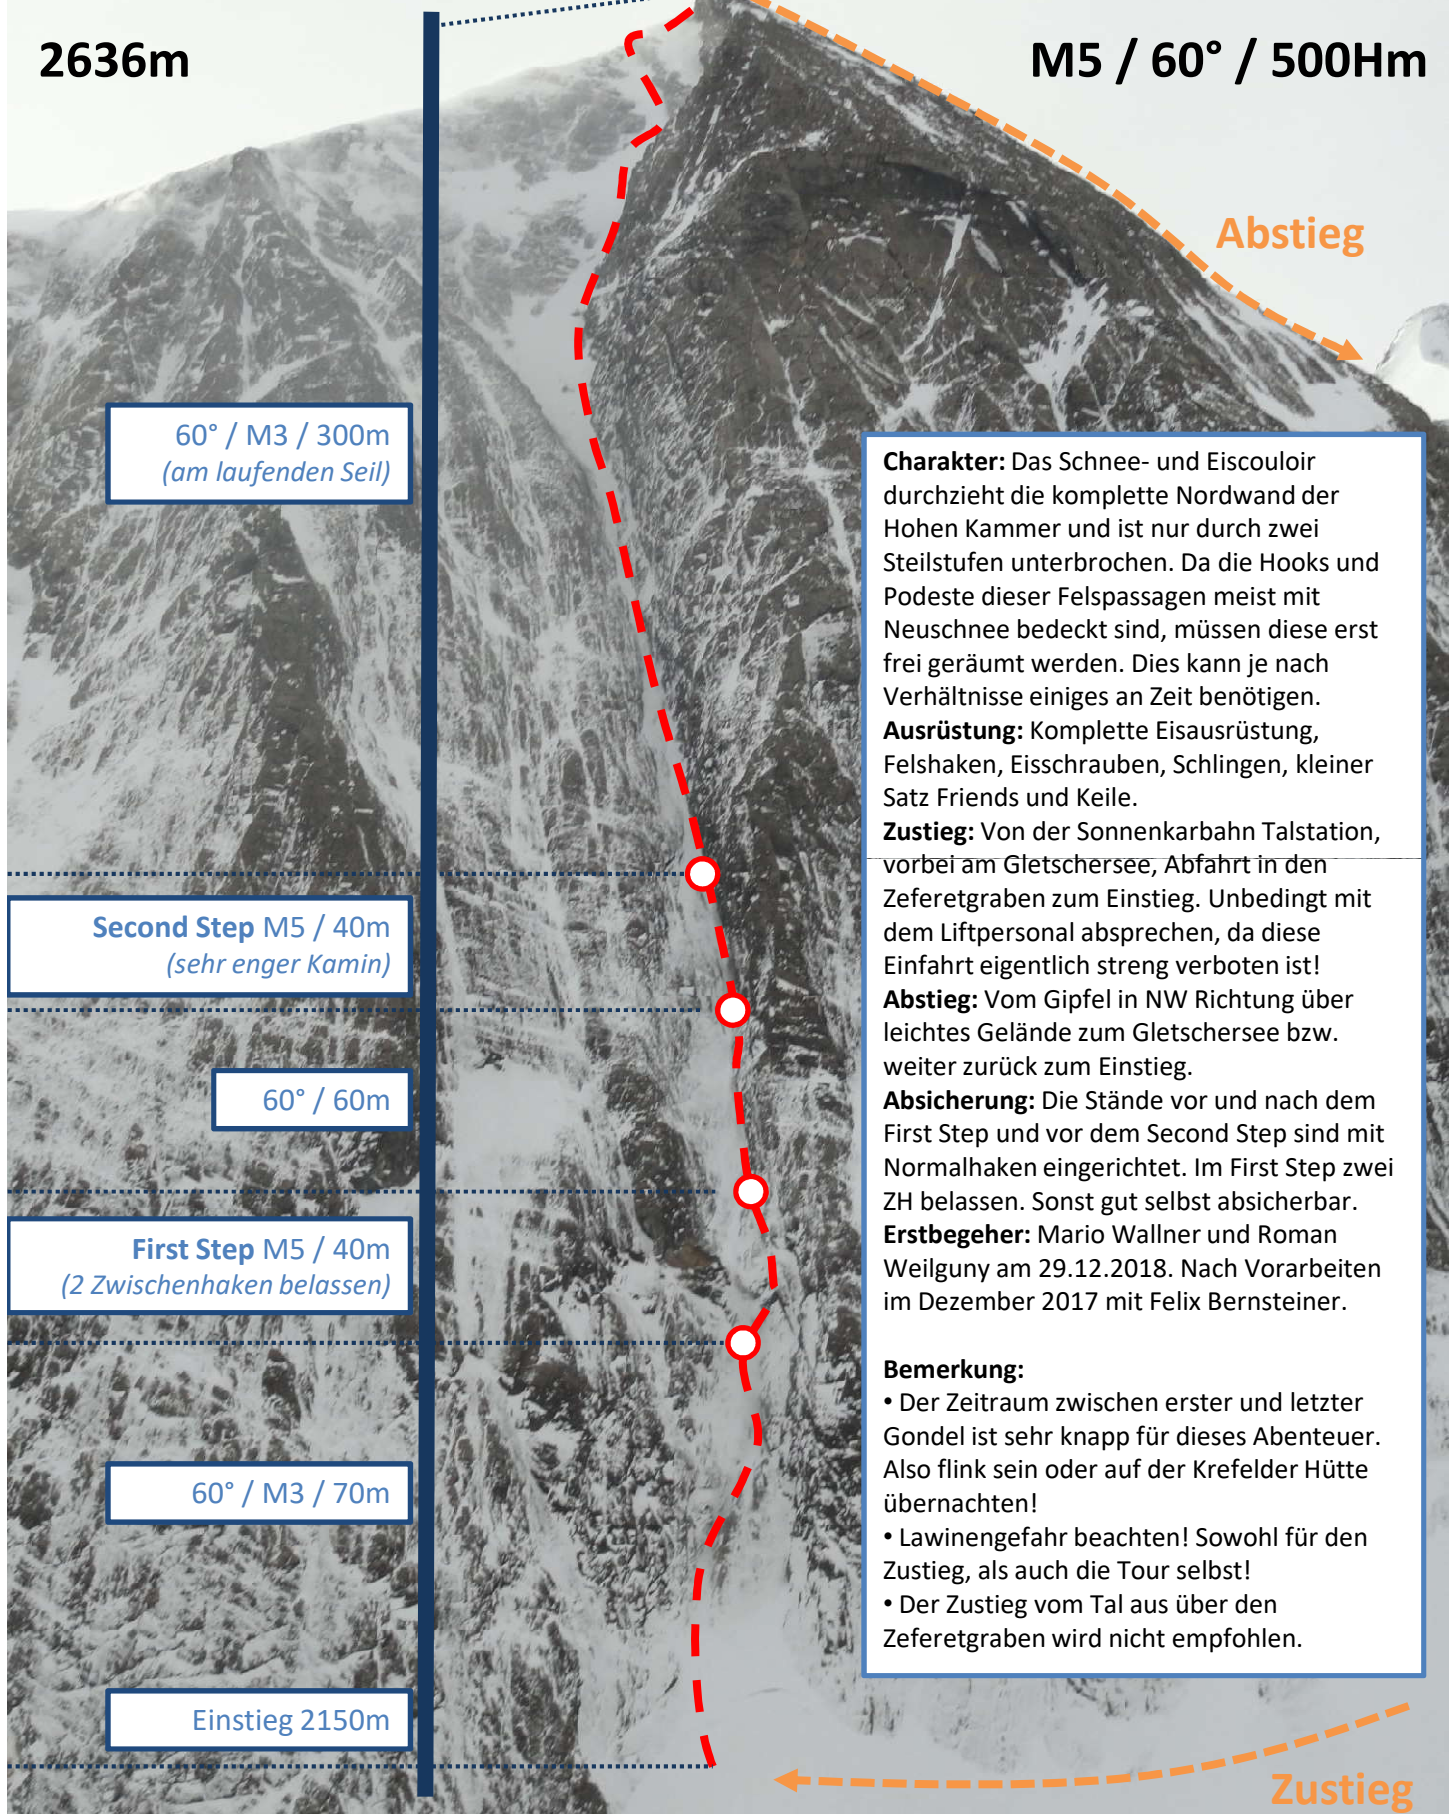 2636m
M5 / 60° / 500Hm
Abstieg
60° / M3 / 300m
(am laufenden Seil)
Second Step M5 / 40m
(sehr enger Kamin)
60° / 60m
First Step M5 / 40m
(2 Zwischenhaken belassen)
60° / M3 / 70m
Einstieg 2150m
Charakter: Das Schnee- und Eiscouloir
durchzieht die komplette Nordwand der
Hohen Kammer und ist nur durch zwei
Steilstufen unterbrochen. Da die Hooks und
Podeste dieser Felspassagen meist mit
Neuschnee bedeckt sind, müssen diese erst
frei geräumt werden. Dies kann je nach
Verhältnisse einiges an Zeit benötigen.
Ausrüstung: Komplette Eisausrüstung,
Felshaken, Eisschrauben, Schlingen, kleiner
Satz Friends und Keile.
Zustieg: Von der Sonnenkarbahn Talstation,
vorbei am Gletschersee, Abfahrt in den
Zeferetgraben zum Einstieg. Unbedingt mit
dem Liftpersonal absprechen, da diese
Einfahrt eigentlich streng verboten ist!
Abstieg: Vom Gipfel in NW Richtung über
leichtes Gelände zum Gletschersee bzw.
weiter zurück zum Einstieg.
Absicherung: Die Stände vor und nach dem
First Step und vor dem Second Step sind mit
Normalhaken eingerichtet. Im First Step zwei
ZH belassen. Sonst gut selbst absicherbar.
Erstbegeher: Mario Wallner und Roman
Weilguny am 29.12.2018. Nach Vorarbeiten
im Dezember 2017 mit Felix Bernsteiner.
Bemerkung:
• Der Zeitraum zwischen erster und letzter
Gondel ist sehr knapp für dieses Abenteuer.
Also flink sein oder auf der Krefelder Hütte
übernachten!
• Lawinengefahr beachten! Sowohl für den
Zustieg, als auch die Tour selbst!
• Der Zustieg vom Tal aus über den
Zeferetgraben wird nicht empfohlen.
Zustieg